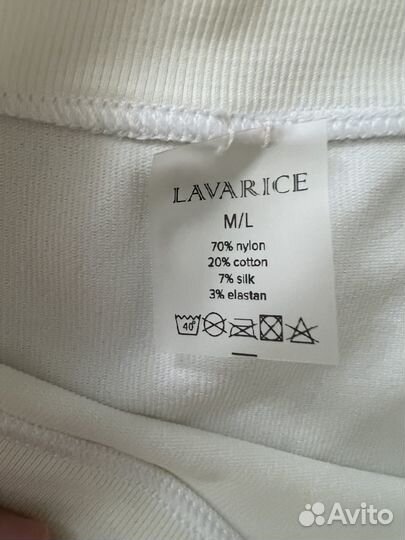 LAVARICE
M/L
70% nylon
20% cotton
7% silk
3% elastan
40°
Avito